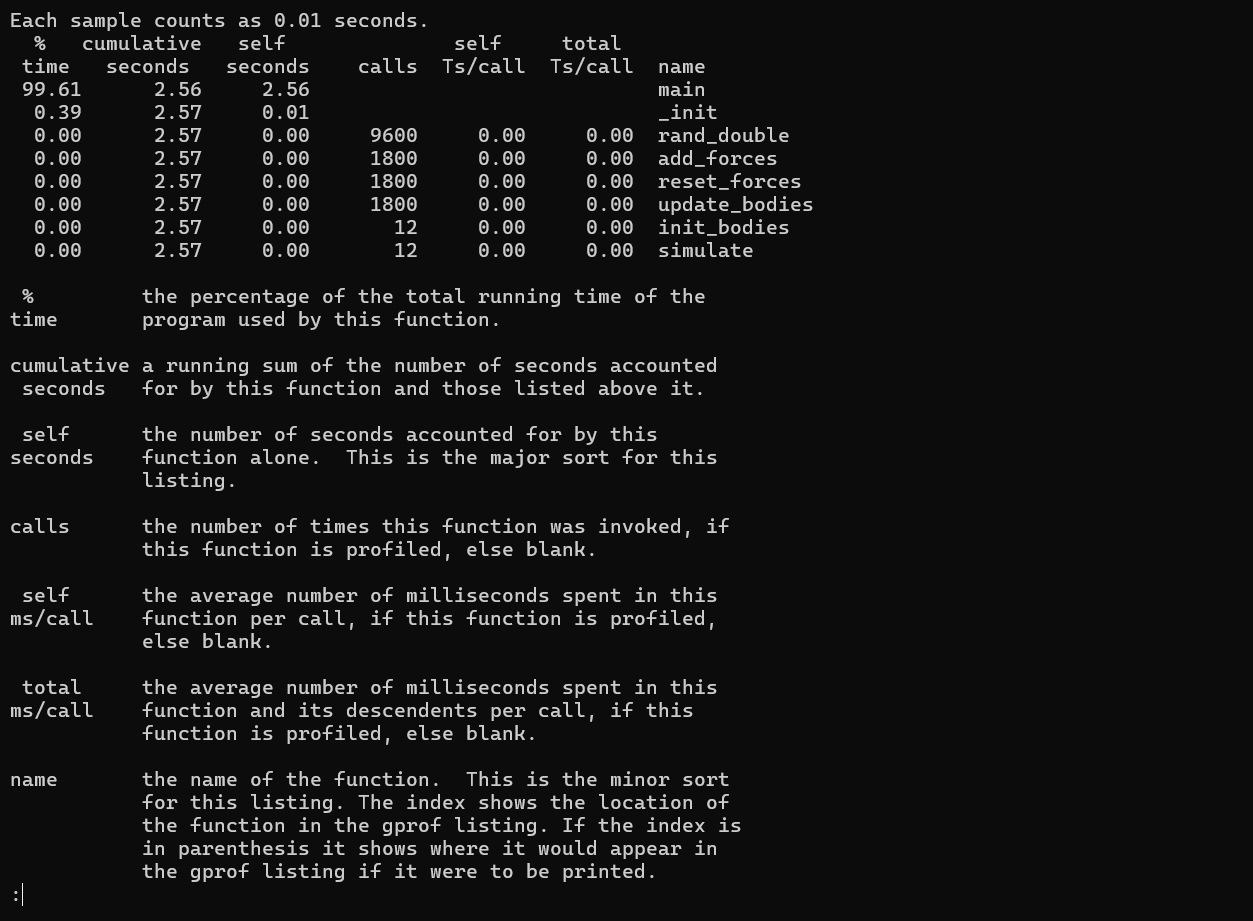 Each sample counts as 0.01 seconds.
  %   cumulative   self              self     total
 time   seconds   seconds    calls  Ts/call  Ts/call  name
 99.61      2.56     2.56                             main
  0.39      2.57     0.01                             _init
  0.00      2.57     0.00     9600     0.00     0.00  rand_double
  0.00      2.57     0.00     1800     0.00     0.00  add_forces
  0.00      2.57     0.00     1800     0.00     0.00  reset_forces
  0.00      2.57     0.00     1800     0.00     0.00  update_bodies
  0.00      2.57     0.00       12     0.00     0.00  init_bodies
  0.00      2.57     0.00       12     0.00     0.00  simulate

 %         the percentage of the total running time of the
time       program used by this function.

cumulative a running sum of the number of seconds accounted
 seconds   for by this function and those listed above it.

 self      the number of seconds accounted for by this
seconds    function alone.  This is the major sort for this
           listing.

calls      the number of times this function was invoked, if
           this function is profiled, else blank.

 self      the average number of milliseconds spent in this
ms/call    function per call, if this function is profiled,
           else blank.

 total     the average number of milliseconds spent in this
ms/call    function and its descendents per call, if this
           function is profiled, else blank.

name       the name of the function.  This is the minor sort
           for this listing. The index shows the location of
           the function in the gprof listing. If the index is
           in parenthesis it shows where it would appear in
           the gprof listing if it were to be printed.
: